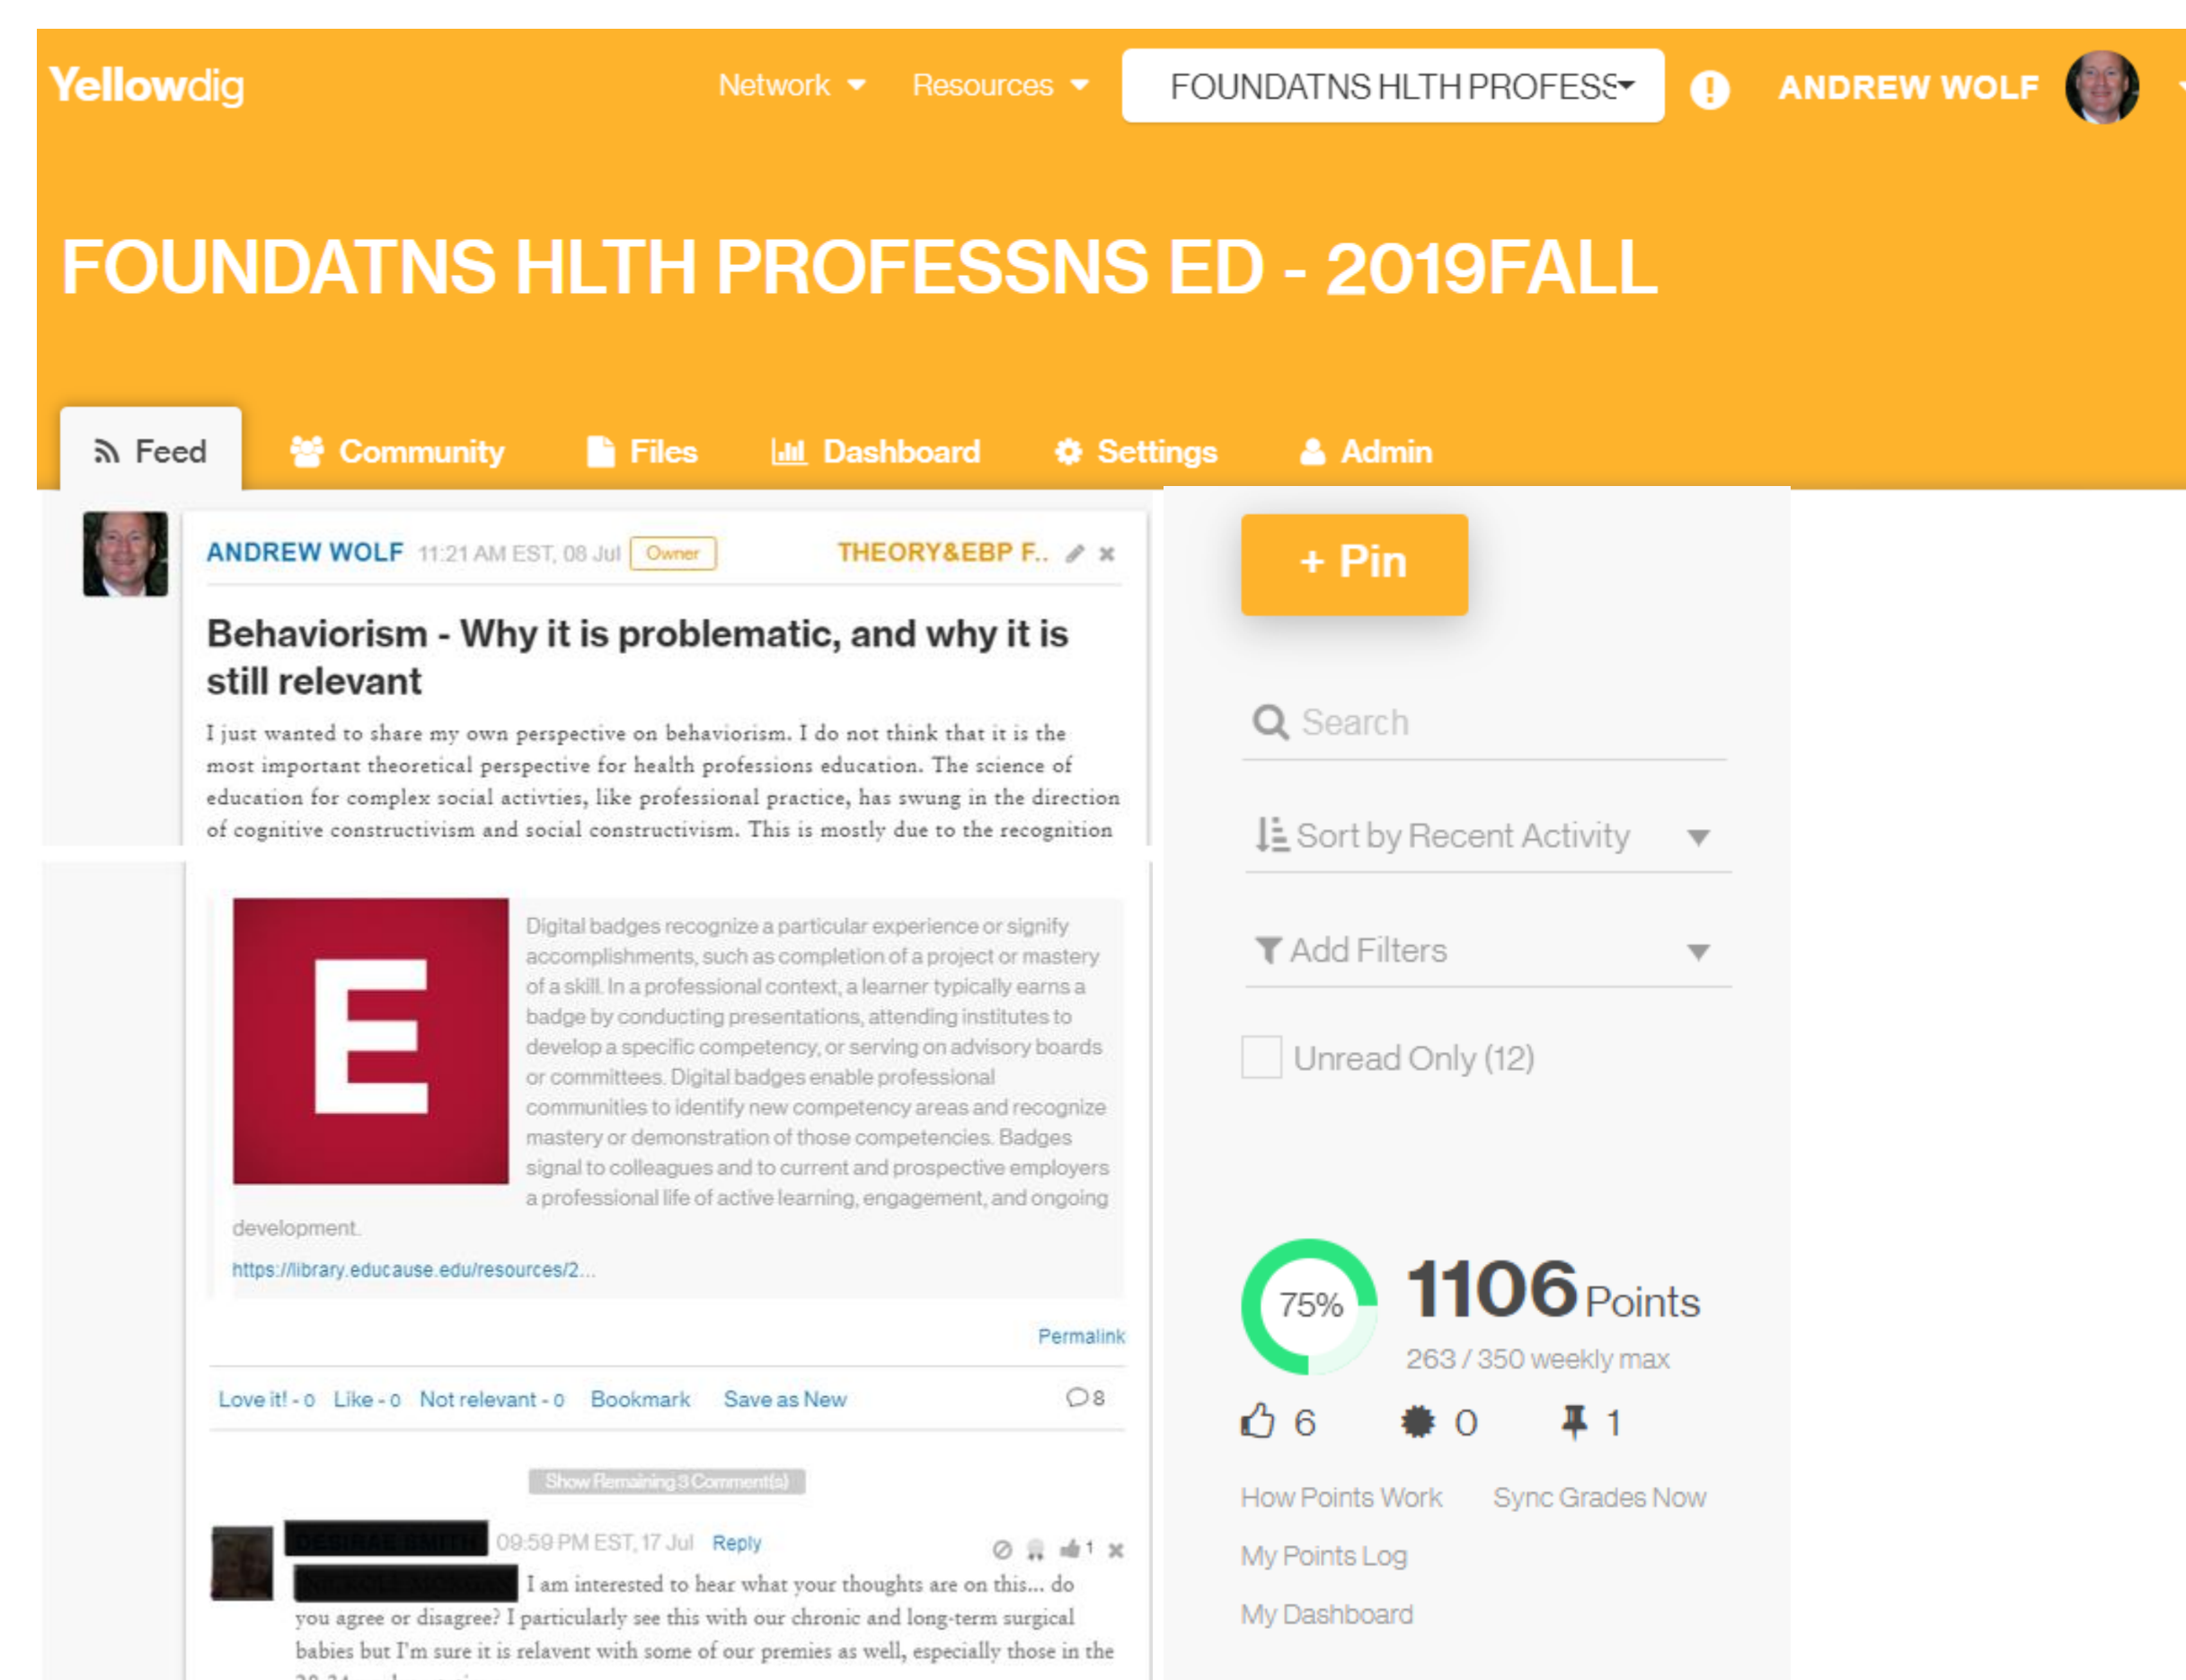 Yellowdig
Network Resources FOUNDATNS HLTH PROFESS ANDREW WOLF
FOUNDATNS HLTH PROFESSNS ED - 2019FALL
Feed Community Files Dashboard Settings Admin
ANDREW WOLF 11:21 AM EST, 08 Jul Owner THEORY&EBP F..
Behaviorism - Why it is problematic, and why it is
still relevant
I just wanted to share my own perspective on behaviorism. I do not think that it is the
most important theoretical perspective for health professions education. The science of
education for complex social activties, like professional practice, has swung in the direction
of cognitive constructivism and social constructivism. This is mostly due to the recognition
E
Digital badges recognize a particular experience or signify
accomplishments, such as completion of a project or mastery
of a skill. In a professional context, a learner typically earns a
badge by conducting presentations, attending institutes to
develop a specific competency, or serving on advisory boards
or committees. Digital badges enable professional
communities to identify new competency areas and recognize
mastery or demonstration of those competencies. Badges
signal to colleagues and to current and prospective employers
a professional life of active learning, engagement, and ongoing
development.
https://library.educause.edu/resources/2...
Permalink
Love it! - 0 Like - 0 Not relevant - 0 Bookmark Save as New 8
Show Remaining 3 Comment(s)
09:59 PM EST, 17 Jul Reply 1
I am interested to hear what your thoughts are on this... do
you agree or disagree? I particularly see this with our chronic and long-term surgical
babies but I'm sure it is relavent with some of our premies as well, especially those in the
+ Pin
Search
Sort by Recent Activity
Add Filters
Unread Only (12)
75% 1106 Points
263 / 350 weekly max
6 0 1
How Points Work Sync Grades Now
My Points Log
My Dashboard